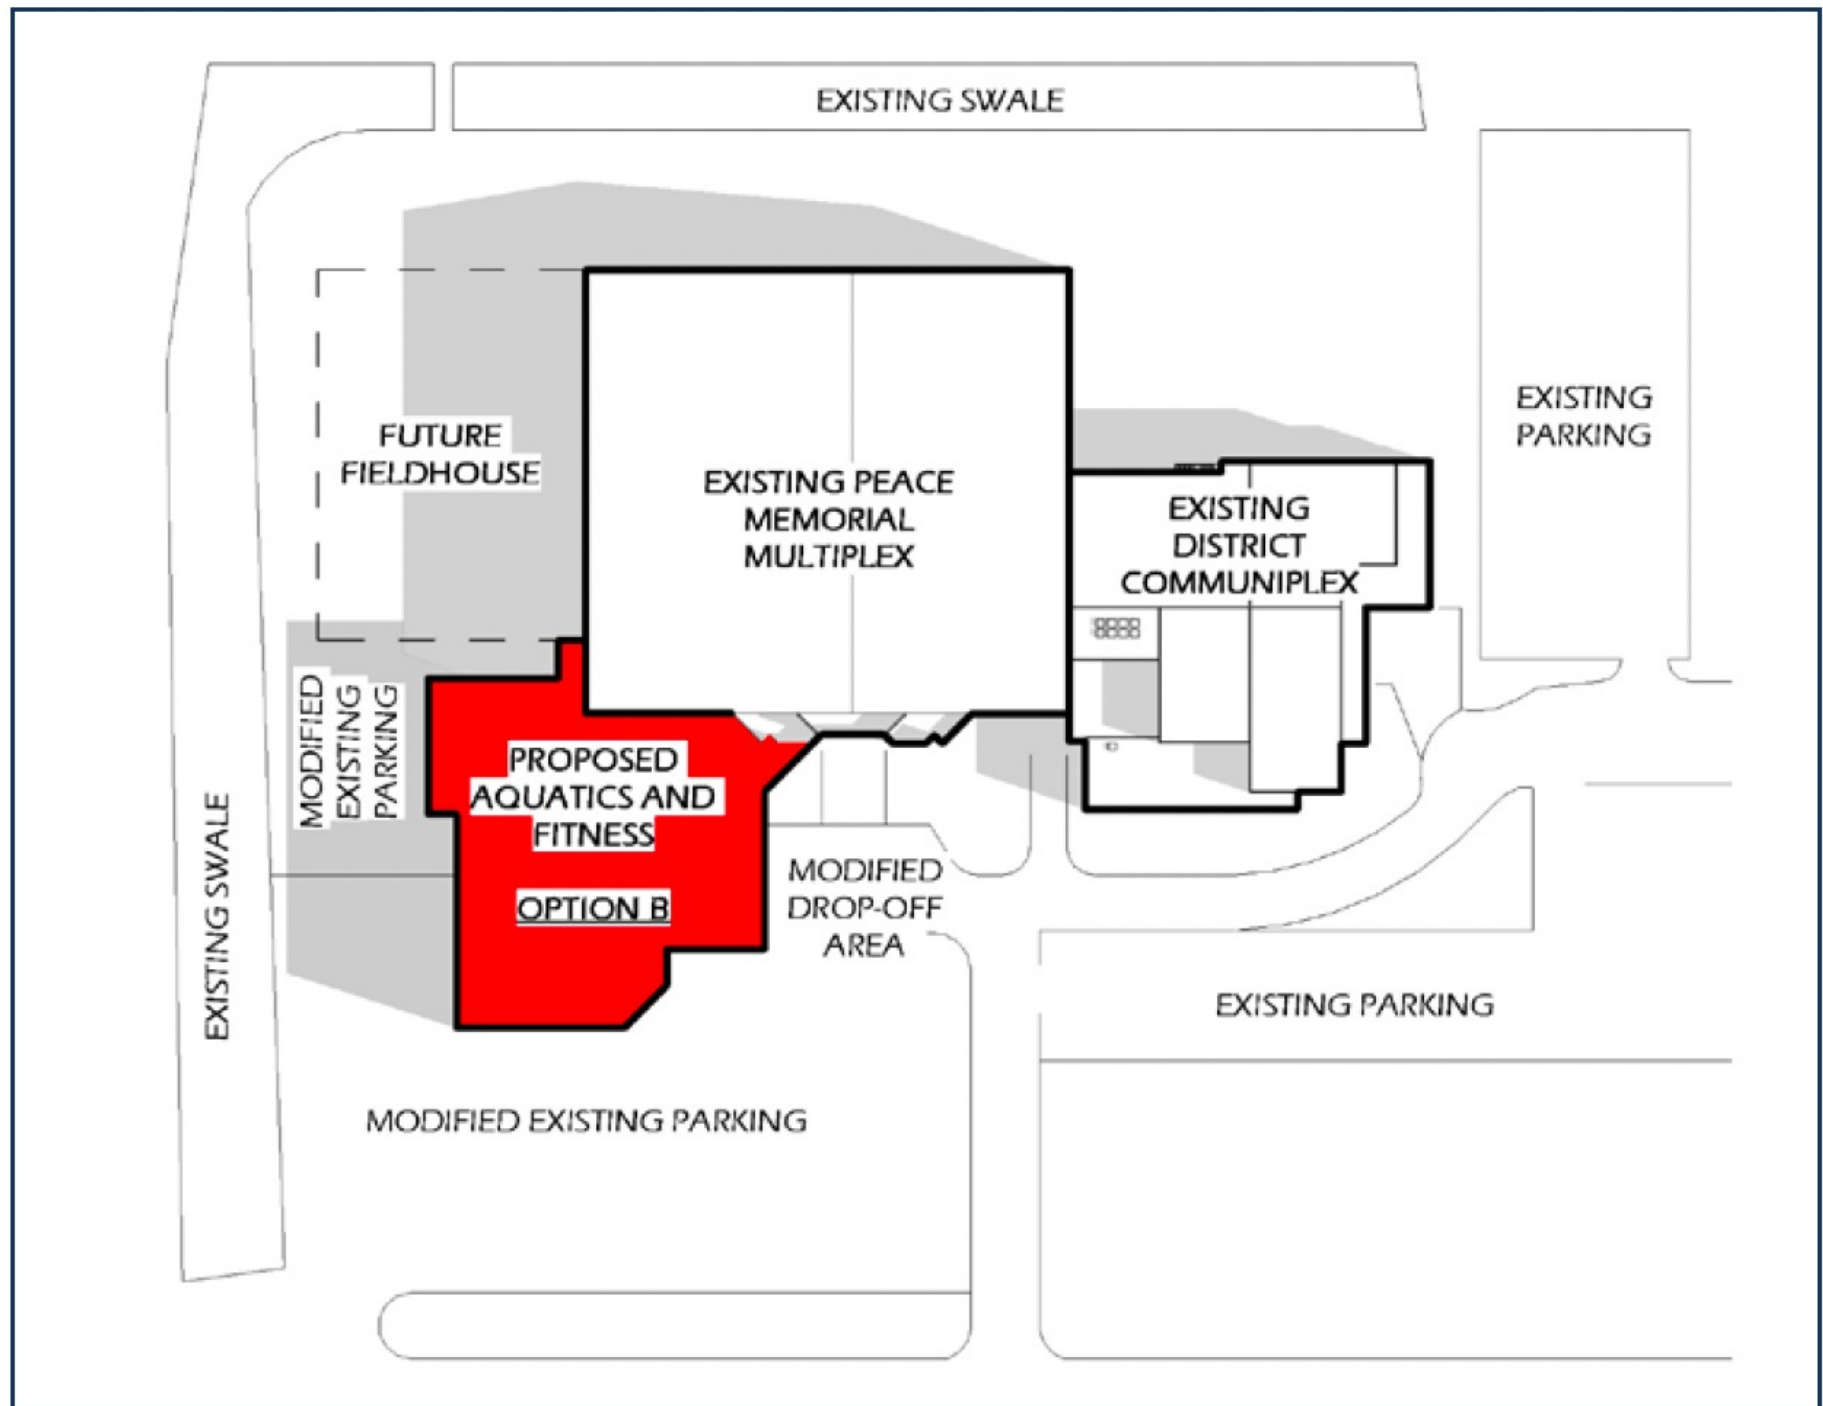 EXISTING SWALE
EXISTING
PARKING
FUTURE
FIELDHOUSE
EXISTING PEACE
MEMORIAL
MULTIPLEX
EXISTING
DISTRICT
COMMUNIPLEX
MODIFIED
EXISTING
PARKING
PROPOSED
AQUATICS AND
FITNESS
OPTION B
EXISTING SWALE
MODIFIED
DROP-OFF
AREA
EXISTING PARKING
MODIFIED EXISTING PARKING